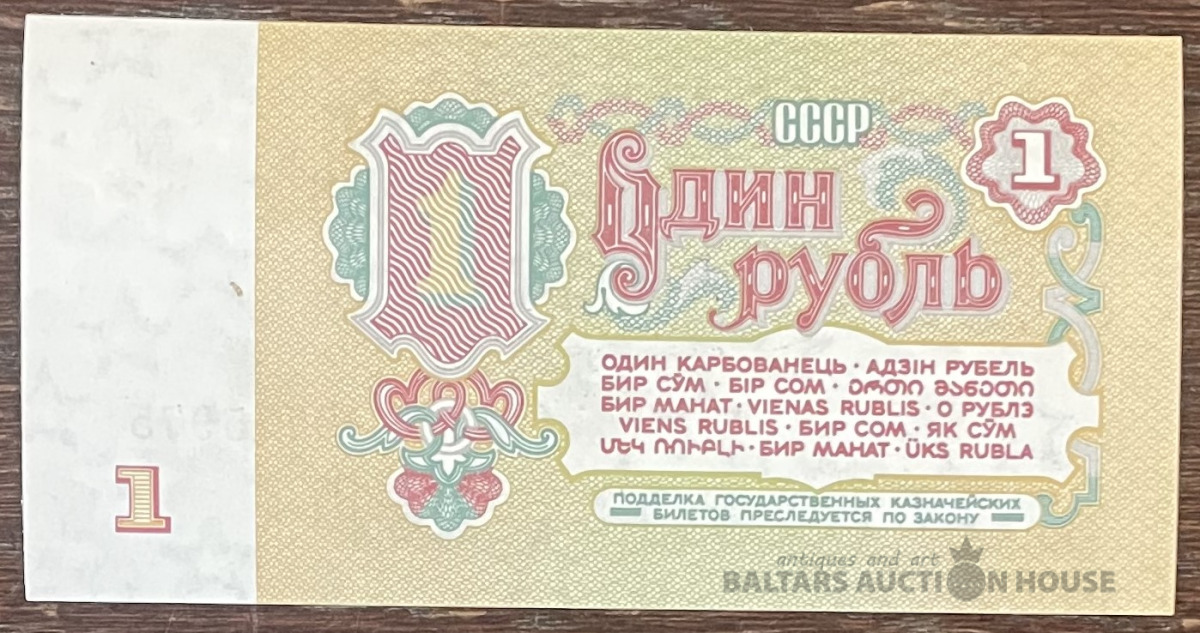 СССР
1
1
Один
рубль
ОДИН КАРБОВАНЕЦЬ · АДЗІН РУБЕЛЬ
БИР СЎМ · БІР СОМ · ᲔᲠᲗᲘ ᲛᲐᲜᲔᲗᲘ
БИР МАНАТ · VIENAS RUBLIS · О РУБЛЭ
VIENS RUBLIS · БИР СОМ · ЯК СӮМ
ՄԵԿ ՌՈՒԲԼԻ · БИР МАНАТ · ÜKS RUBLA
ПОДДЕЛКА ГОСУДАРСТВЕННЫХ КАЗНАЧЕЙСКИХ
БИЛЕТОВ ПРЕСЛЕДУЕТСЯ ПО ЗАКОНУ
1
antiques and art
BALTARS AUCTION HOUSE